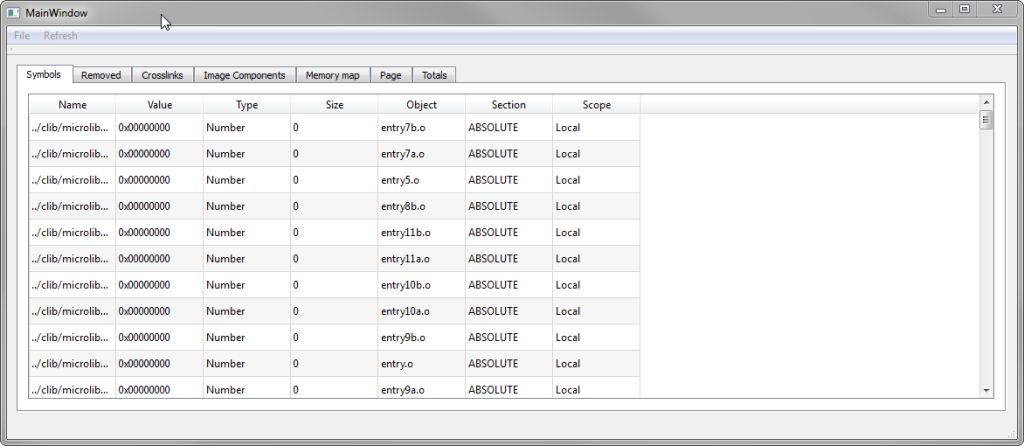 MainWindow
File Refresh
Symbols Removed Crosslinks Image Components Memory map Page Totals
Name Value Type Size Object Section Scope
../clib/microlib... 0x00000000 Number 0 entry7b.o ABSOLUTE Local
../clib/microlib... 0x00000000 Number 0 entry7a.o ABSOLUTE Local
../clib/microlib... 0x00000000 Number 0 entry5.o ABSOLUTE Local
../clib/microlib... 0x00000000 Number 0 entry8b.o ABSOLUTE Local
../clib/microlib... 0x00000000 Number 0 entry11b.o ABSOLUTE Local
../clib/microlib... 0x00000000 Number 0 entry11a.o ABSOLUTE Local
../clib/microlib... 0x00000000 Number 0 entry10b.o ABSOLUTE Local
../clib/microlib... 0x00000000 Number 0 entry10a.o ABSOLUTE Local
../clib/microlib... 0x00000000 Number 0 entry9b.o ABSOLUTE Local
../clib/microlib... 0x00000000 Number 0 entry.o ABSOLUTE Local
../clib/microlib... 0x00000000 Number 0 entry9a.o ABSOLUTE Local